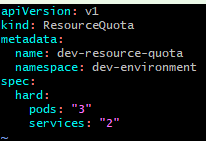 apiVersion: v1
kind: ResourceQuota
metadata:
  name: dev-resource-quota
  namespace: dev-environment
spec:
  hard:
    pods: "3"
    services: "2"
~